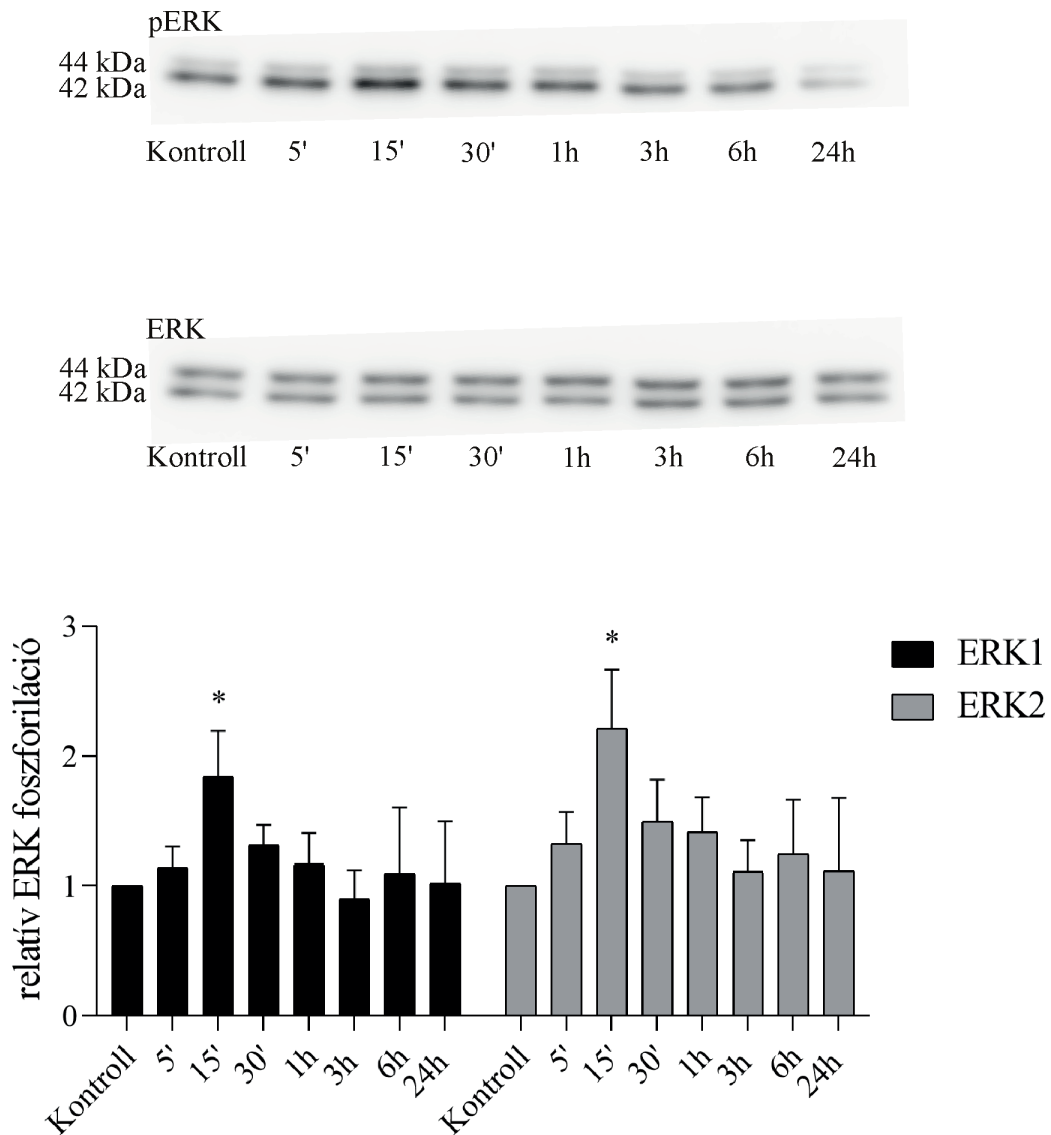 pERK
44 kDa
42 kDa
Kontroll 5' 15' 30' 1h 3h 6h 24h
ERK
44 kDa
42 kDa
Kontroll 5' 15' 30' 1h 3h 6h 24h
relatív ERK foszforiláció
3
2
1
0
*
*
ERK1
ERK2
Kontroll 5' 15' 30' 1h 3h 6h 24h Kontroll 5' 15' 30' 1h 3h 6h 24h